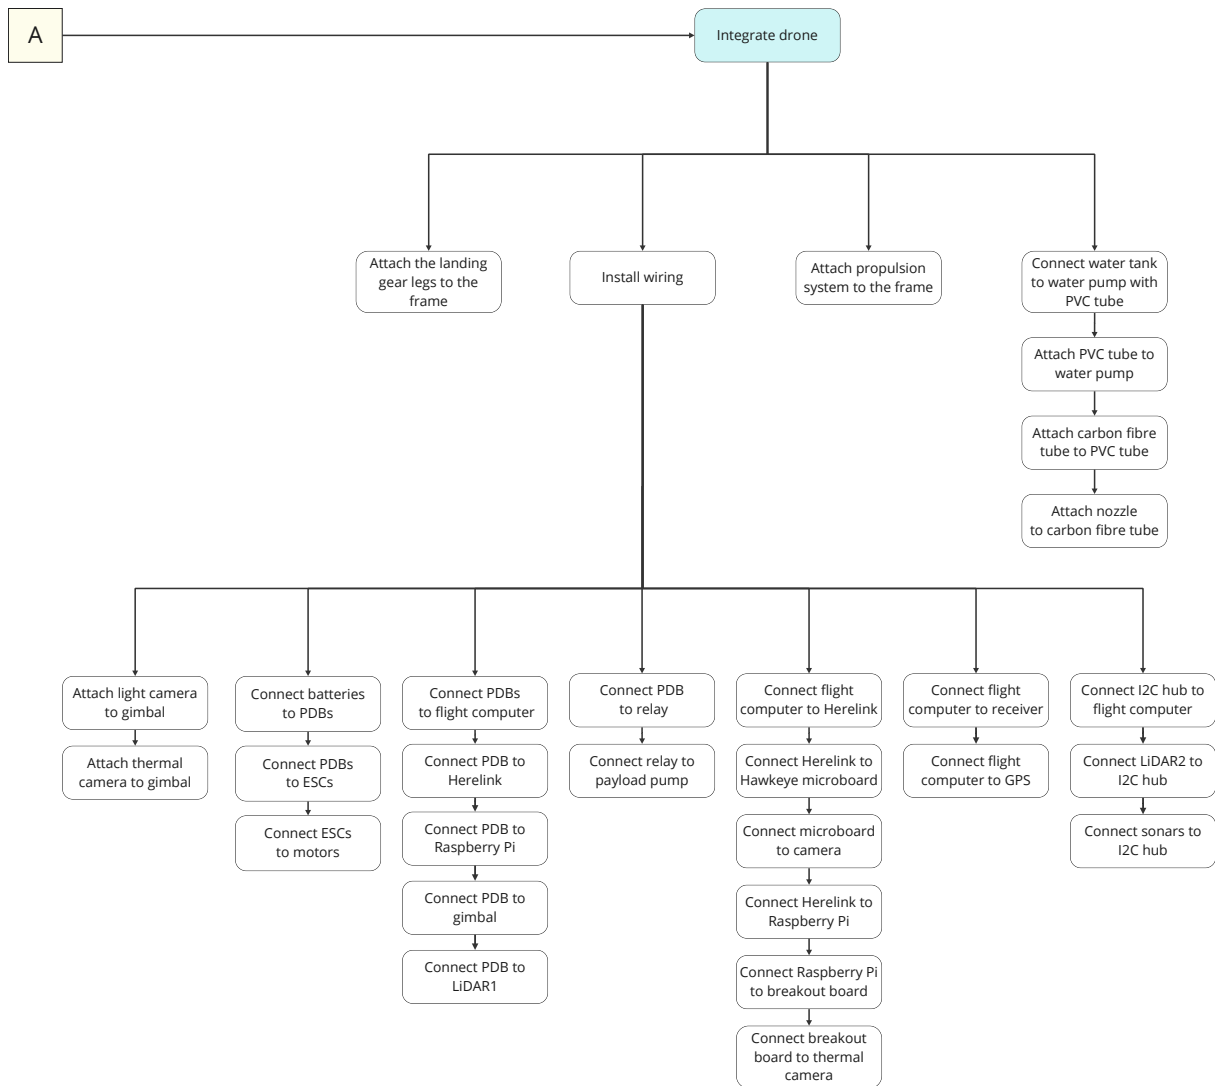 A
Integrate drone
Attach the landing
gear legs to the
frame
Install wiring
Attach propulsion
system to the frame
Connect water tank
to water pump with
PVC tube
Attach PVC tube to
water pump
Attach carbon fibre
tube to PVC tube
Attach nozzle
to carbon fibre tube
Attach light camera
to gimbal
Attach thermal
camera to gimbal
Connect batteries
to PDBs
Connect PDBs
to ESCs
Connect ESCs
to motors
Connect PDBs
to flight computer
Connect PDB to
Herelink
Connect PDB to
Raspberry Pi
Connect PDB to
gimbal
Connect PDB to
LiDAR1
Connect PDB
to relay
Connect relay to
payload pump
Connect flight
computer to Herelink
Connect Herelink to
Hawkeye microboard
Connect microboard
to camera
Connect Herelink to
Raspberry Pi
Connect Raspberry Pi
to breakout board
Connect breakout
board to thermal
camera
Connect flight
computer to receiver
Connect flight
computer to GPS
Connect I2C hub to
flight computer
Connect LiDAR2 to
I2C hub
Connect sonars to
I2C hub